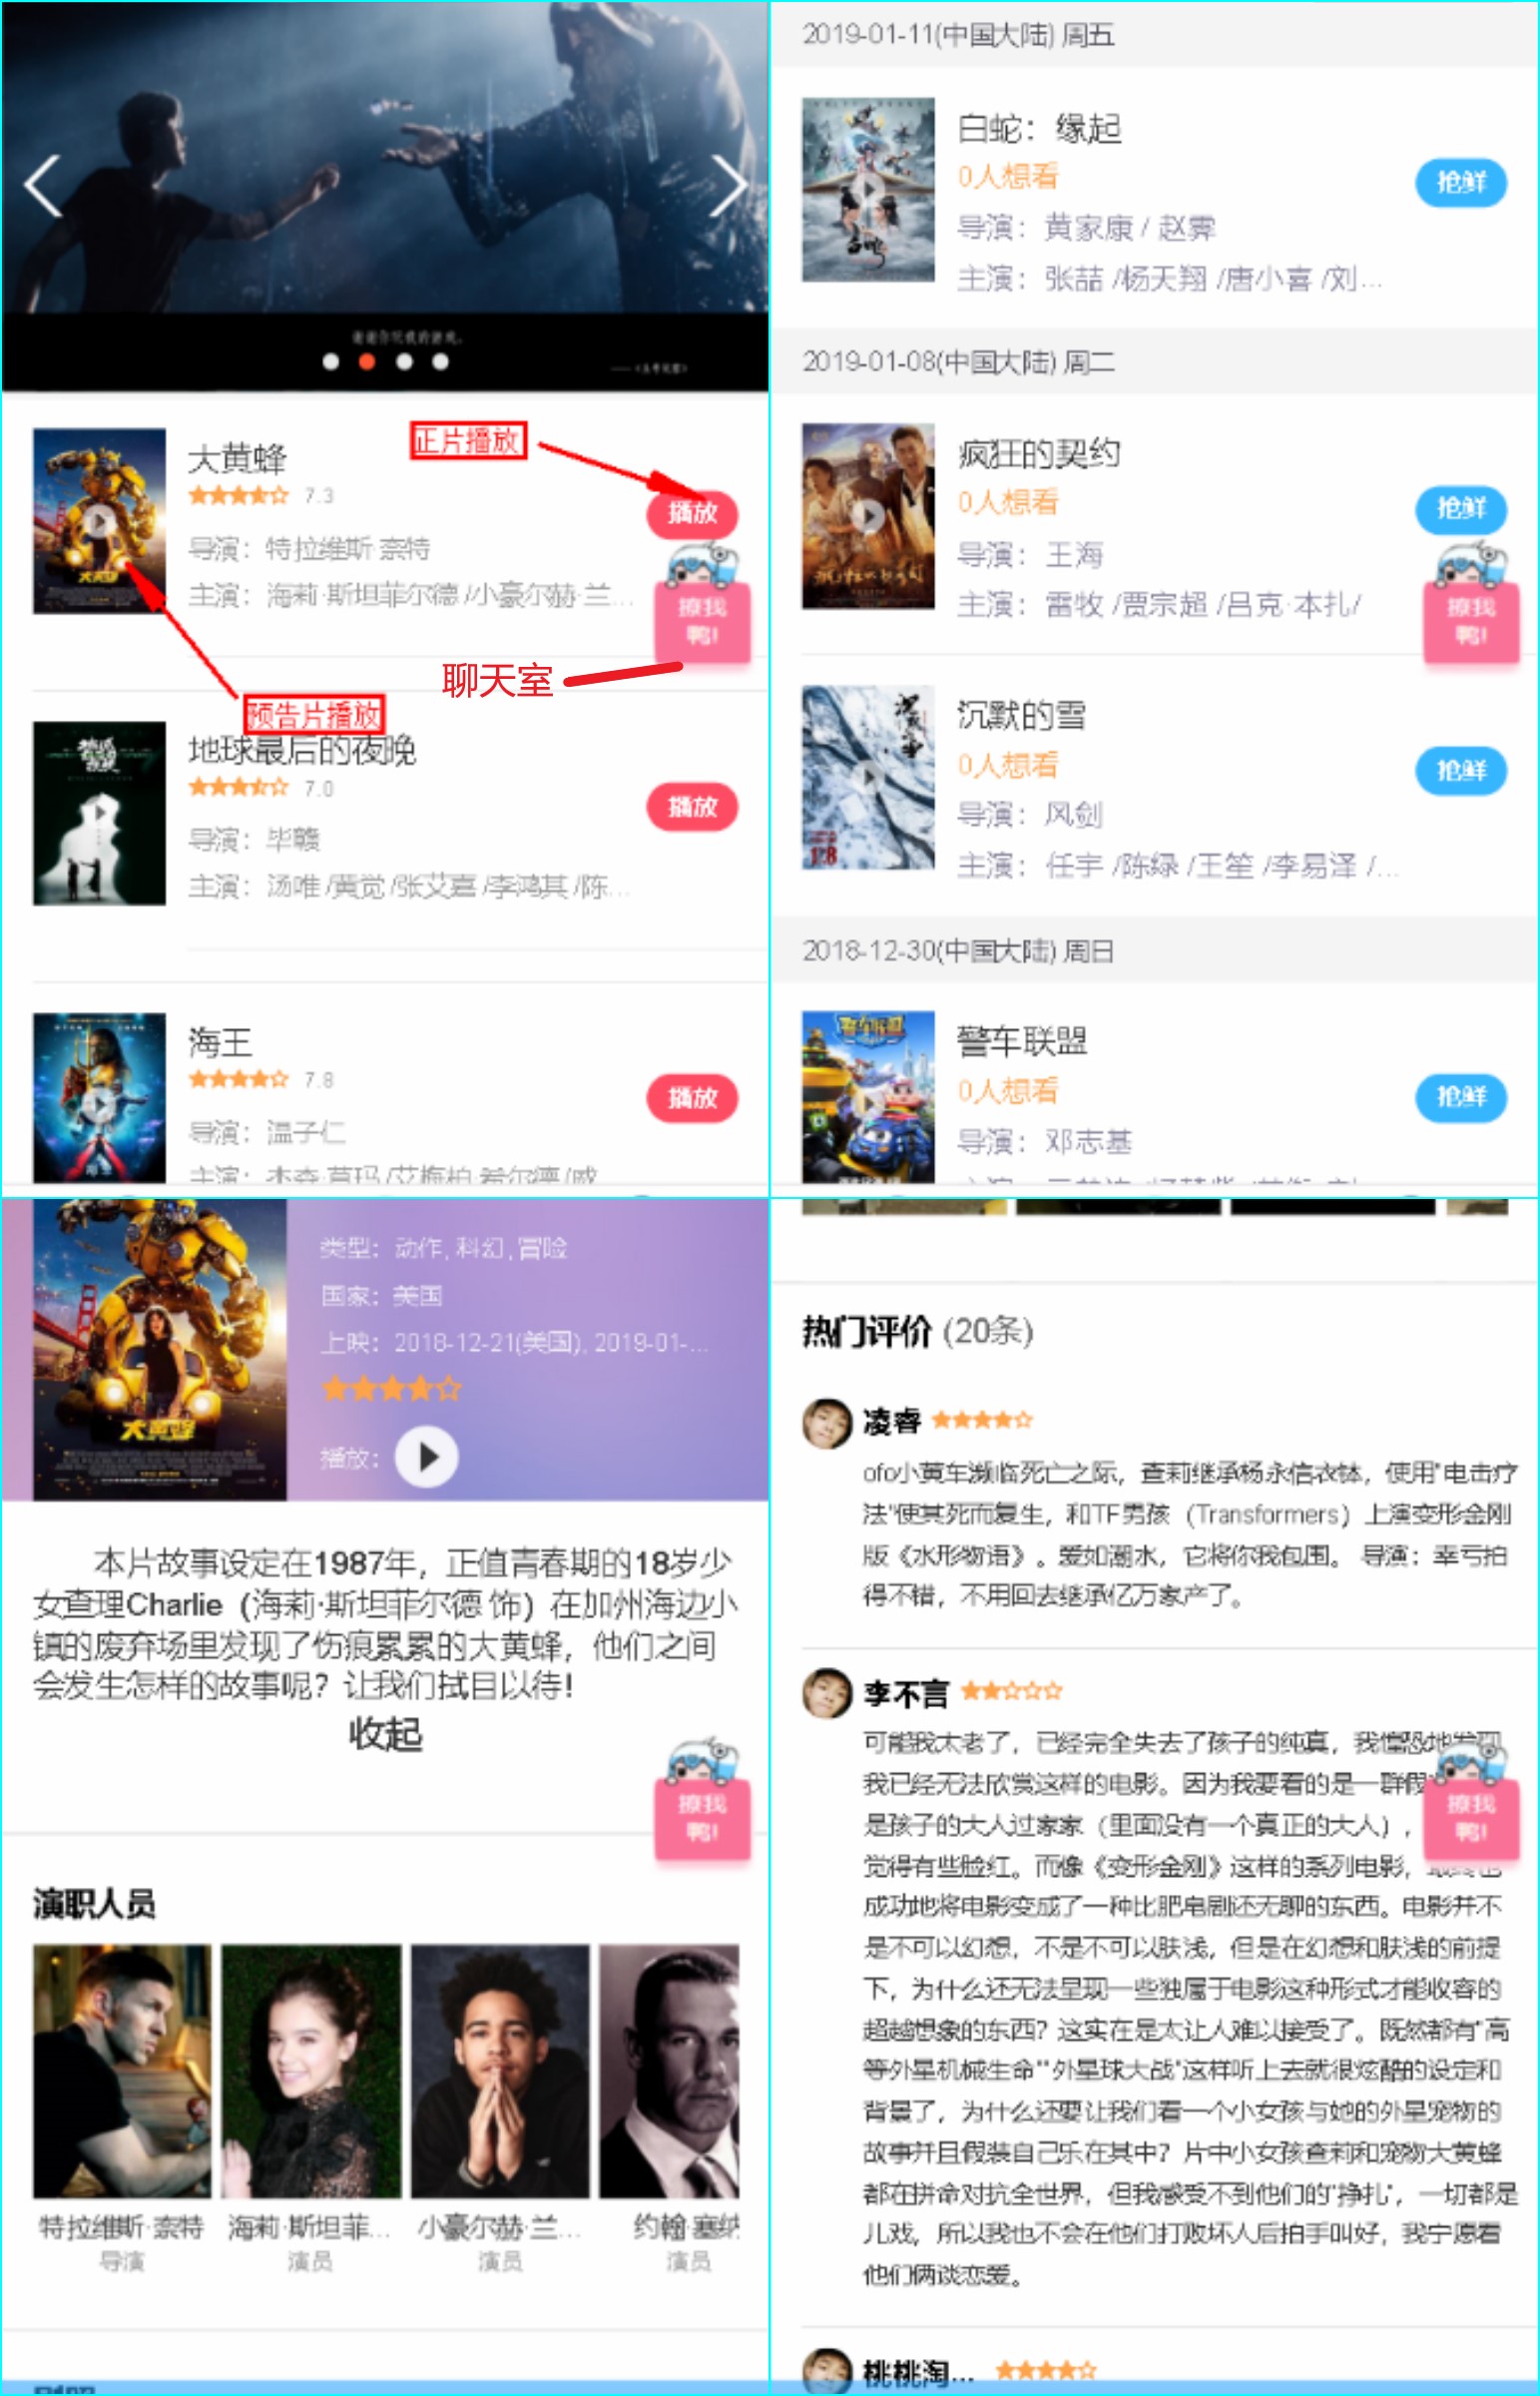 谢谢你玩我的游戏。
——《头号玩家》
大黄蜂
正片播放
7.3
播放
导演：特拉维斯·奈特
主演：海莉·斯坦菲尔德 /小豪尔赫·兰...
撩我
鸭!
聊天室
预告片播放
地球最后的夜晚
7.0
播放
导演：毕赣
主演：汤唯 /黄觉 /张艾嘉 /李鸿其 /陈...
海王
7.8
播放
导演：温子仁
主演：杰森·莫玛 /艾梅柏·希尔德 /威
2019-01-11(中国大陆) 周五
白蛇：缘起
0人想看
抢鲜
导演：黄家康 / 赵霁
主演：张喆 /杨天翔 /唐小喜 /刘...
2019-01-08(中国大陆) 周二
疯狂的契约
0人想看
抢鲜
导演：王海
主演：雷牧 /贾宗超 /吕克·本扎/
撩我
鸭!
沉默的雪
0人想看
抢鲜
导演：风剑
主演：任宇 /陈绿 /王笙 /李易泽 /...
2018-12-30(中国大陆) 周日
警车联盟
0人想看
抢鲜
导演：邓志基
大黄蜂
类型：动作, 科幻, 冒险
国家：美国
上映：2018-12-21(美国), 2019-01-...
播放：
本片故事设定在1987年，正值青春期的18岁少
女查理Charlie（海莉·斯坦菲尔德 饰）在加州海边小
镇的废弃场里发现了伤痕累累的大黄蜂，他们之间
会发生怎样的故事呢？让我们拭目以待！
收起
撩我
鸭!
演职人员
特拉维斯·奈特
导演
海莉·斯坦菲...
演员
小豪尔赫·兰...
演员
约翰·塞纳
演员
热门评价 (20条)
凌睿
ofo小黄车濒临死亡之际，查莉继承杨永信衣钵，使用"电击疗
法"使其死而复生，和TF男孩（Transformers）上演变形金刚
版《水形物语》。爱如潮水，它将你我包围。 导演：幸亏拍
得不错，不用回去继承亿万家产了。
李不言
可能我太老了，已经完全失去了孩子的纯真，我惶恐地发现
我已经无法欣赏这样的电影。因为我要看的是一群假
是孩子的大人过家家（里面没有一个真正的大人），
觉得有些脸红。而像《变形金刚》这样的系列电影，
成功地将电影变成了一种比肥皂剧还无聊的东西。电影并不
是不可以幻想，不是不可以肤浅，但是在幻想和肤浅的前提
下，为什么还无法呈现一些独属于电影这种形式才能收容的
超越想象的东西？这实在是太让人难以接受了。既然都有"高
等外星机械生命""外星球大战"这样听上去就很炫酷的设定和
背景了，为什么还要让我们看一个小女孩与她的外星宠物的
故事并且假装自己乐在其中？片中小女孩查莉和宠物大黄蜂
都在拼命对抗全世界，但我感受不到他们的"挣扎"，一切都是
儿戏，所以我也不会在他们打败坏人后拍手叫好，我宁愿看
他们俩谈恋爱。
撩我
鸭!
桃桃淘...